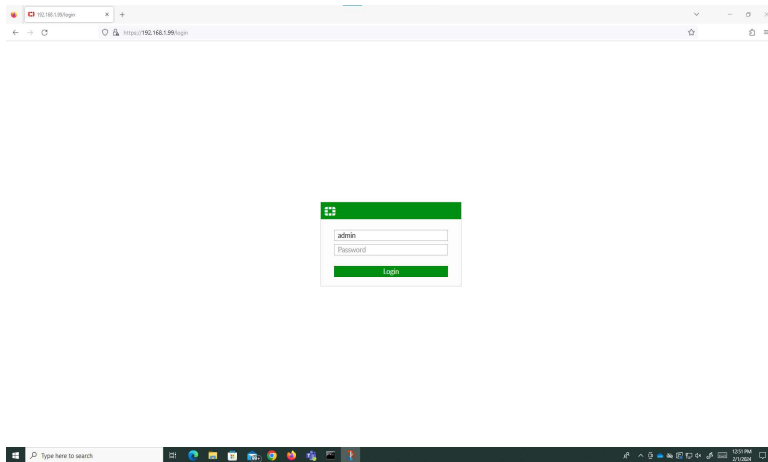 192.168.1.99/login
https://192.168.1.99/login
admin
Password
Login
Type here to search
12:51 PM
2/1/2024